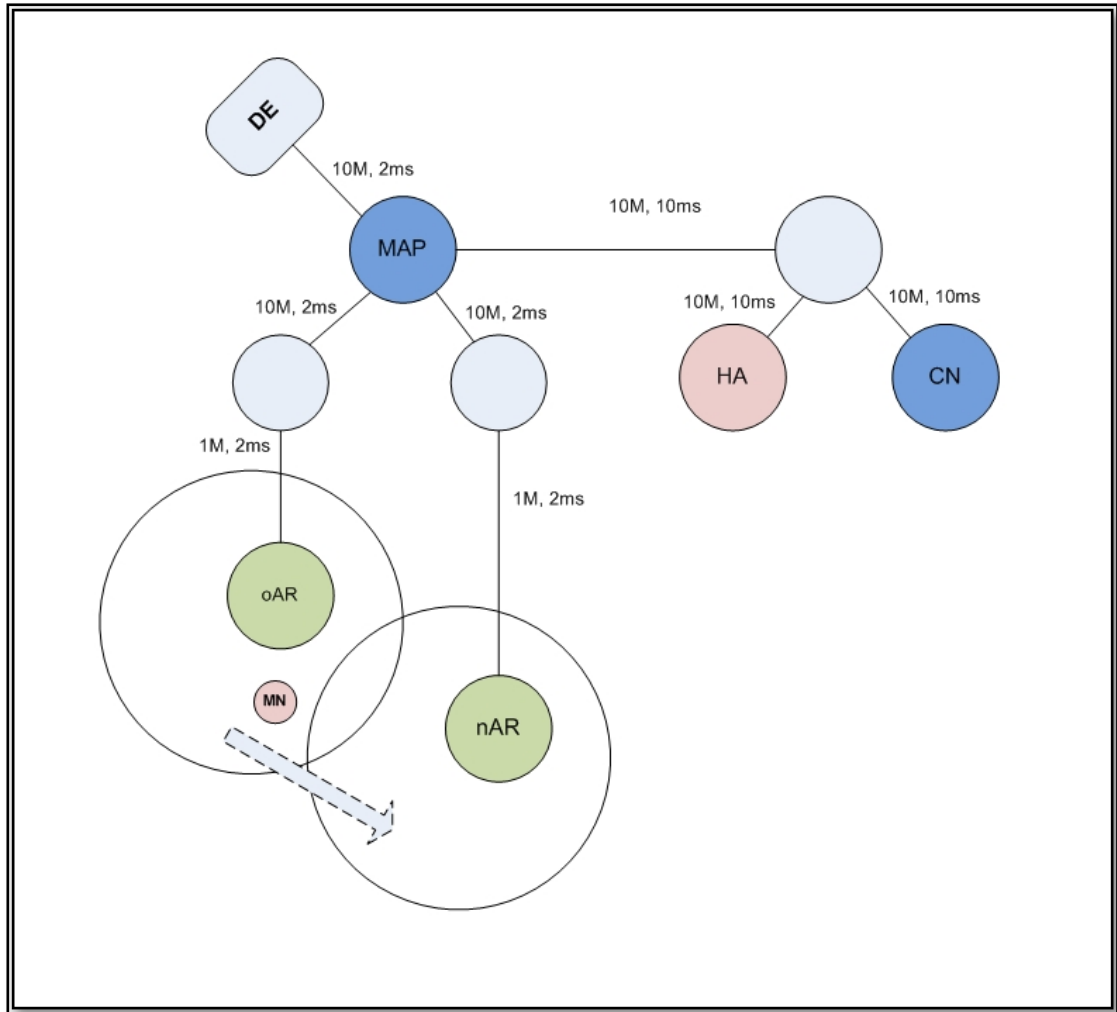 DE
10M, 2ms
10M, 10ms
MAP
10M, 2ms
10M, 2ms
10M, 10ms
10M, 10ms
HA
CN
1M, 2ms
1M, 2ms
oAR
MN
nAR